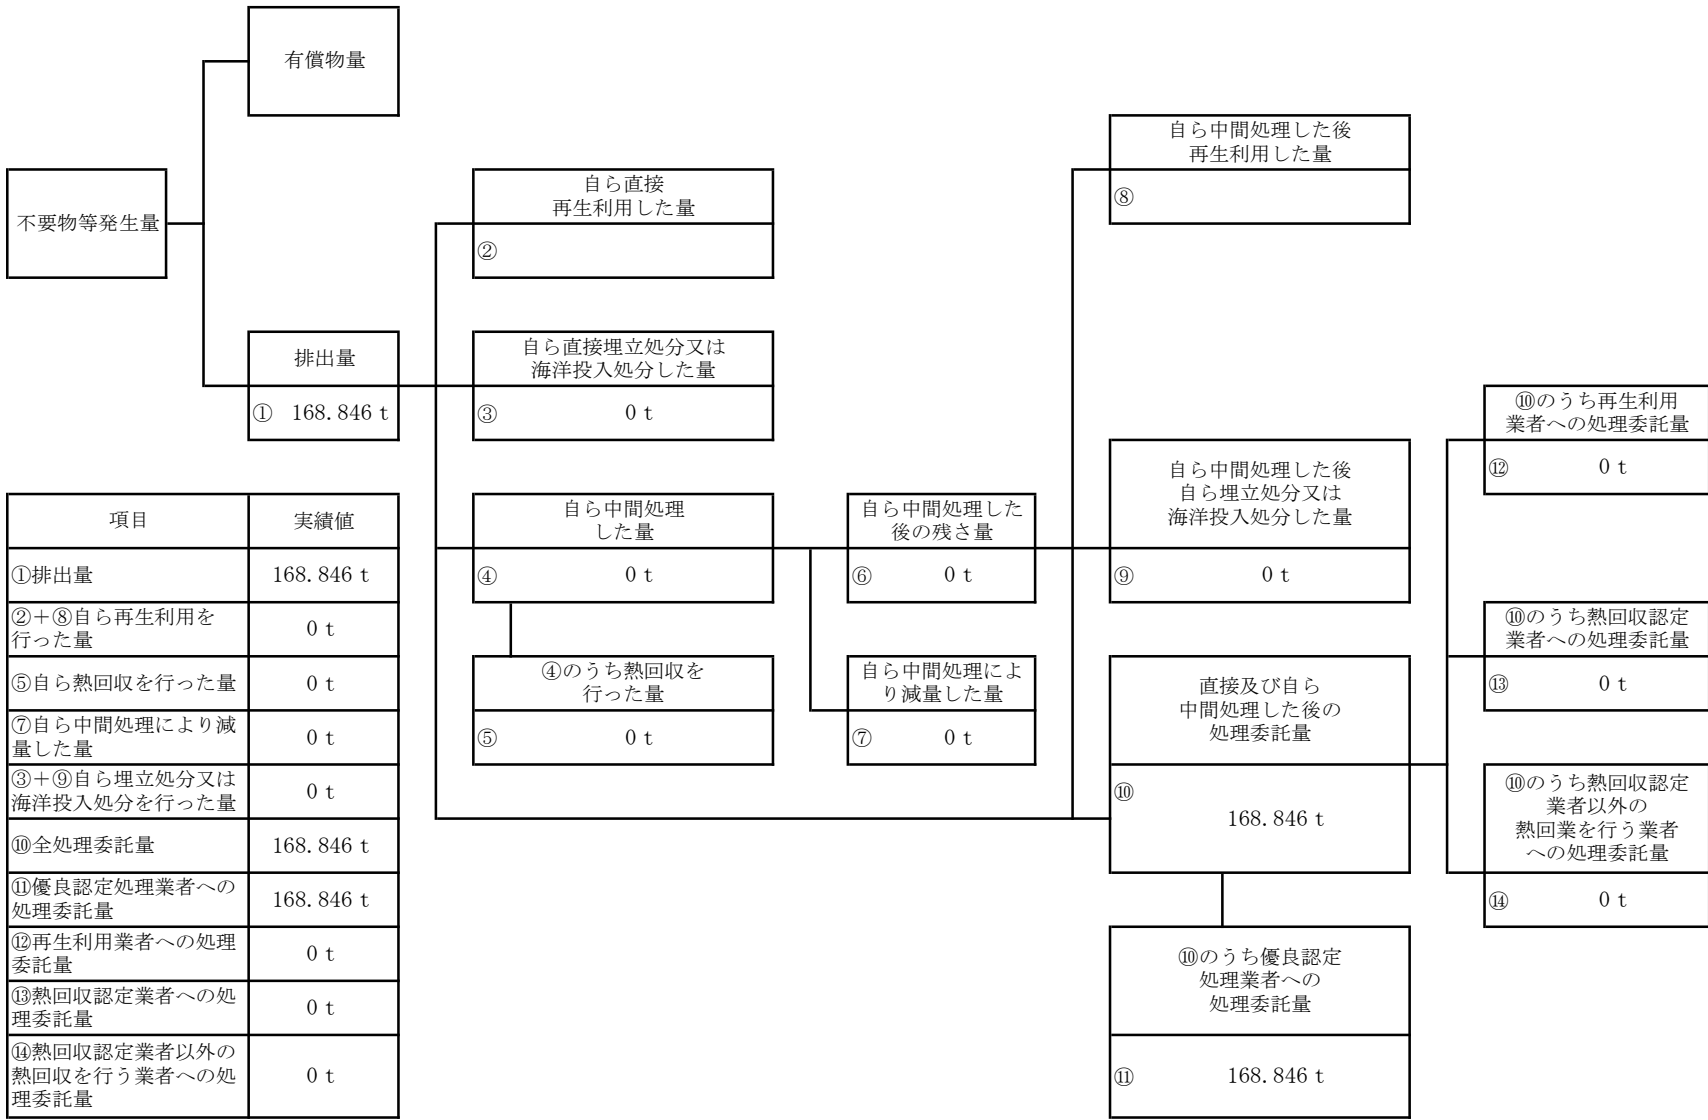 有償物量
不要物等発生量
排出量
① 168.846 t
自ら直接
再生利用した量
②
自ら直接埋立処分又は
海洋投入処分した量
③ 0 t
自ら中間処理
した量
④ 0 t
④のうち熱回収を
行った量
⑤ 0 t
自ら中間処理した
後の残さ量
⑥ 0 t
自ら中間処理によ
り減量した量
⑦ 0 t
自ら中間処理した後
再生利用した量
⑧
自ら中間処理した後
自ら埋立処分又は
海洋投入処分した量
⑨ 0 t
直接及び自ら
中間処理した後の
処理委託量
⑩
168.846 t
⑩のうち優良認定
処理業者への
処理委託量
⑪ 168.846 t
⑩のうち再生利用
業者への処理委託量
⑫ 0 t
⑩のうち熱回収認定
業者への処理委託量
⑬ 0 t
⑩のうち熱回収認定
業者以外の
熱回業を行う業者
への処理委託量
⑭ 0 t
項目 実績値
①排出量 168.846 t
②+⑧自ら再生利用を
行った量 0 t
⑤自ら熱回収を行った量 0 t
⑦自ら中間処理により減
量した量 0 t
③+⑨自ら埋立処分又は
海洋投入処分を行った量 0 t
⑩全処理委託量 168.846 t
⑪優良認定処理業者への
処理委託量 168.846 t
⑫再生利用業者への処理
委託量 0 t
⑬熱回収認定業者への処
理委託量 0 t
⑭熱回収認定業者以外の
熱回収を行う業者への処
理委託量 0 t